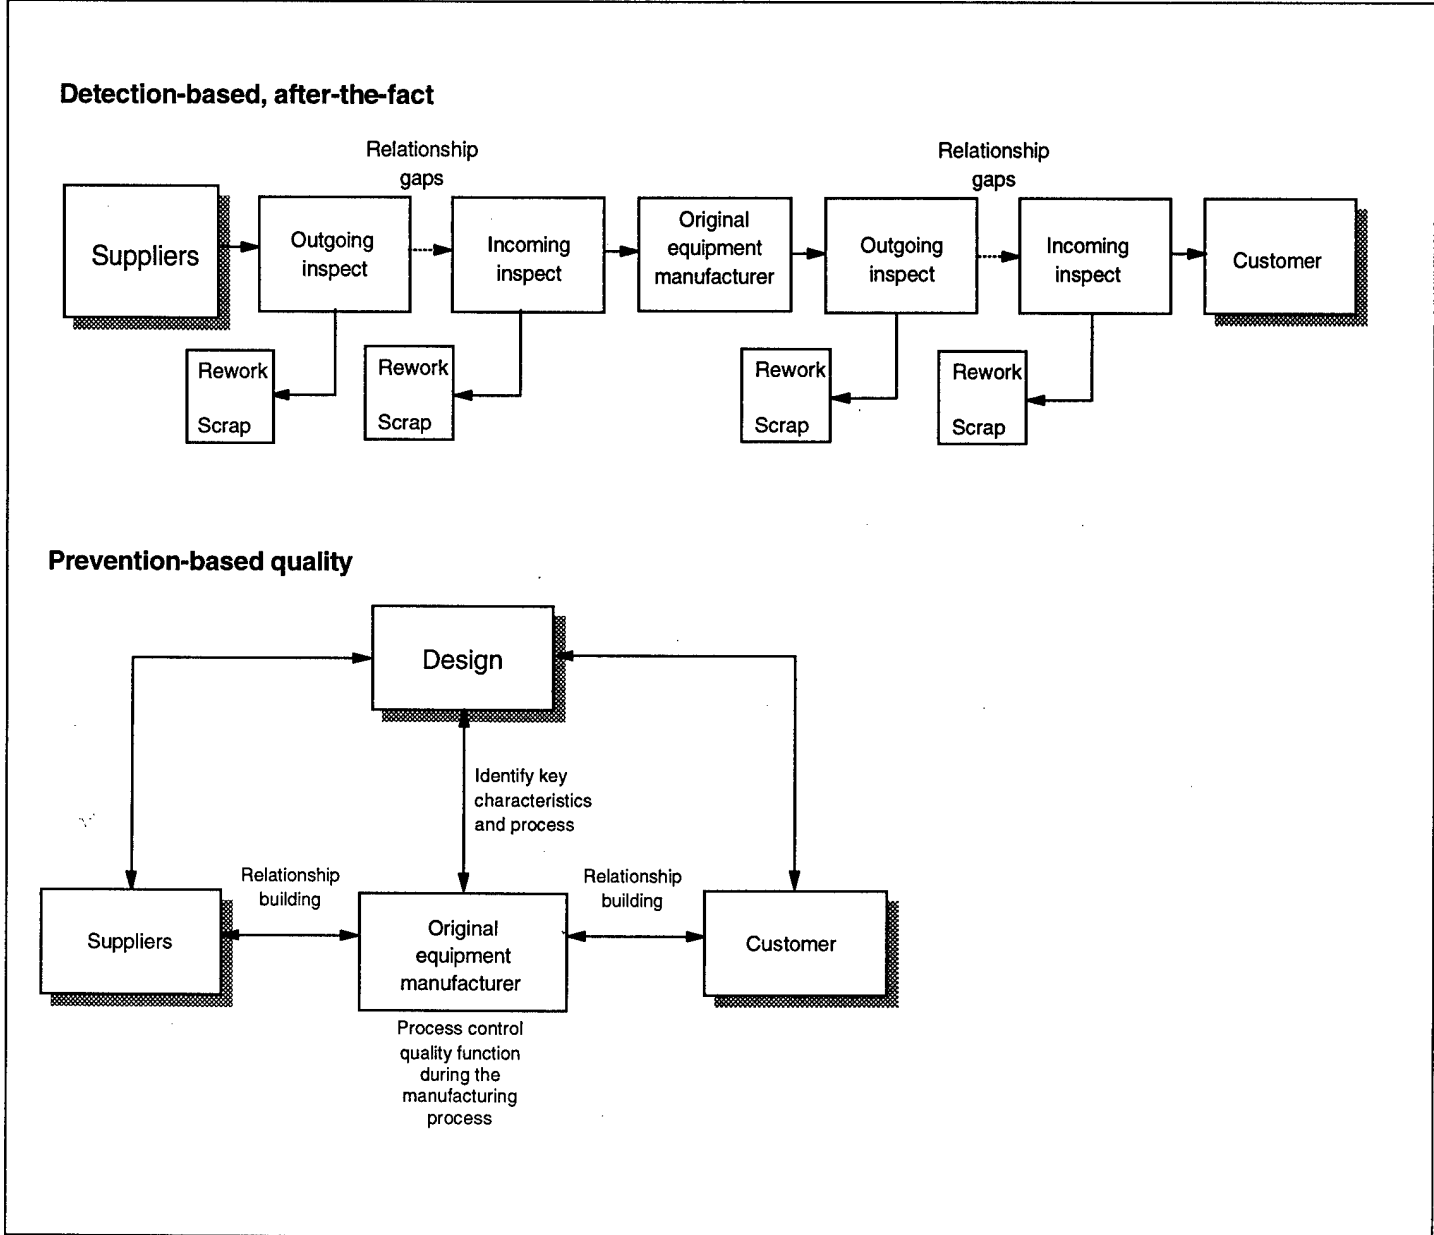 Detection-based, after-the-fact
Relationship
gaps
Relationship
gaps
Suppliers
Outgoing
inspect
Incoming
inspect
Original
equipment
manufacturer
Outgoing
inspect
Incoming
inspect
Customer
Rework
Scrap
Rework
Scrap
Rework
Scrap
Rework
Scrap
Prevention-based quality
Design
Identify key
characteristics
and process
Relationship
building
Relationship
building
Suppliers
Original
equipment
manufacturer
Customer
Process control
quality function
during the
manufacturing
process